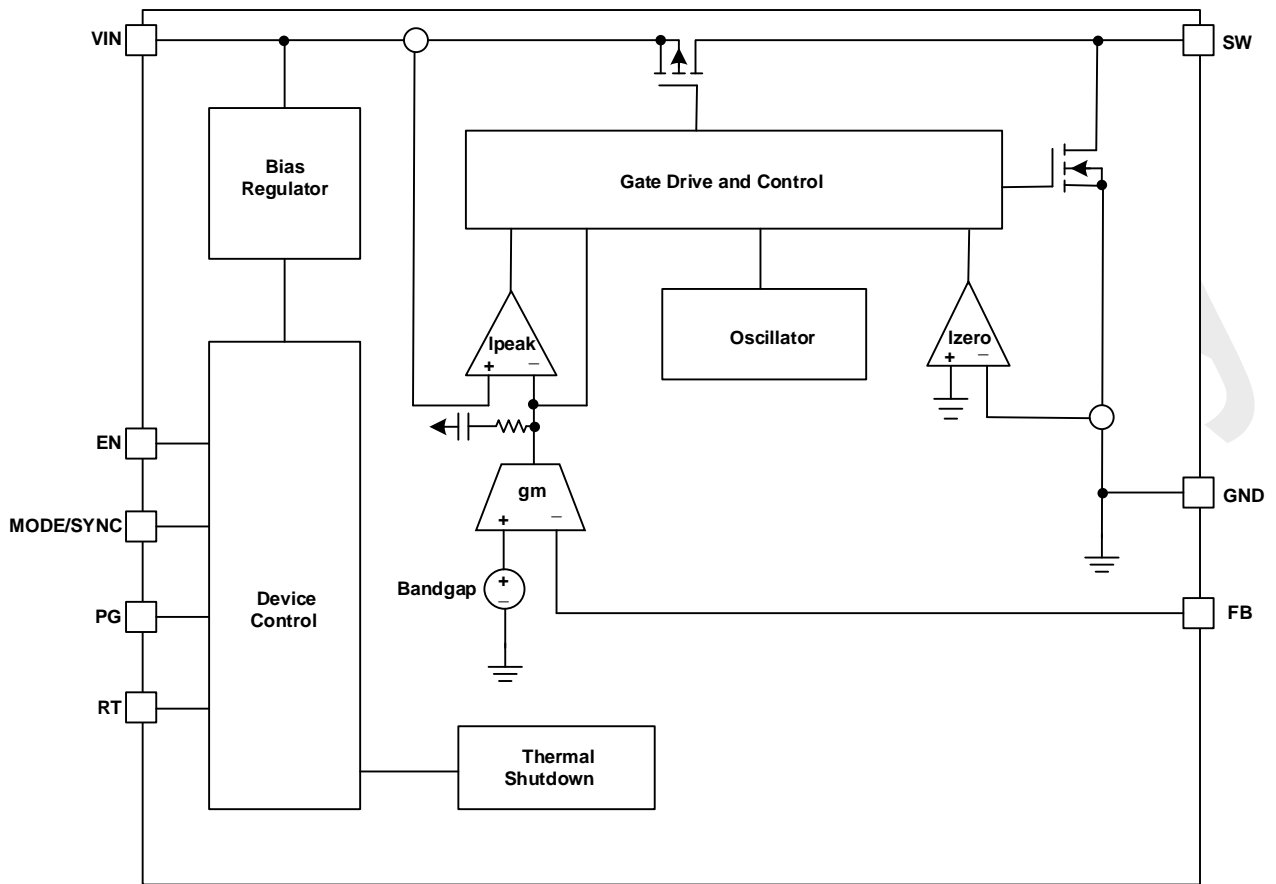 VIN
SW
Bias
Regulator
Gate Drive and Control
Ipeak
+ −
Oscillator
Izero
+ −
EN
MODE/SYNC
PG
RT
Device
Control
gm
+ −
Bandgap
+
−
GND
FB
Thermal
Shutdown